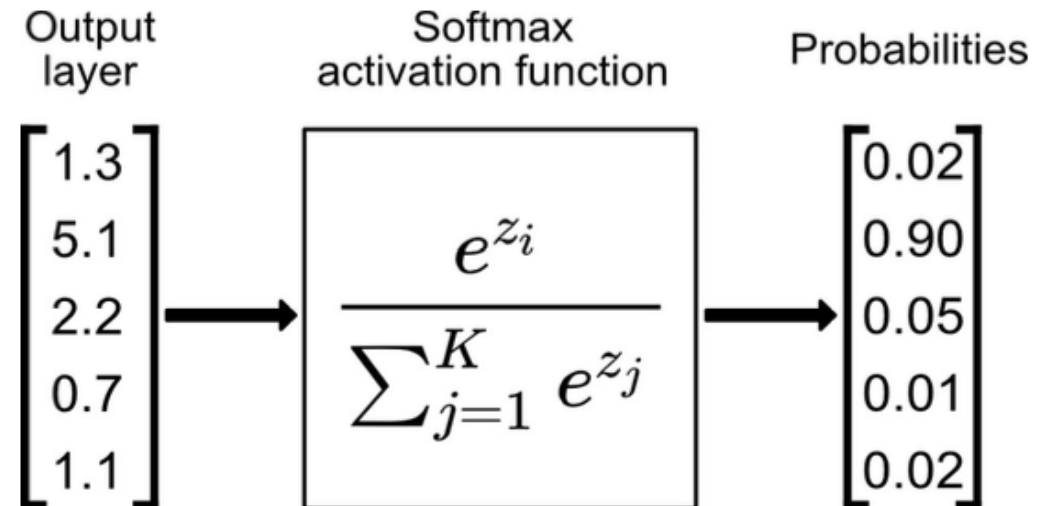 Output
layer
Softmax
activation function
Probabilities
1.3
5.1
2.2
0.7
1.1
e^{z_i}
∑_{j=1}^{K} e^{z_j}
0.02
0.90
0.05
0.01
0.02